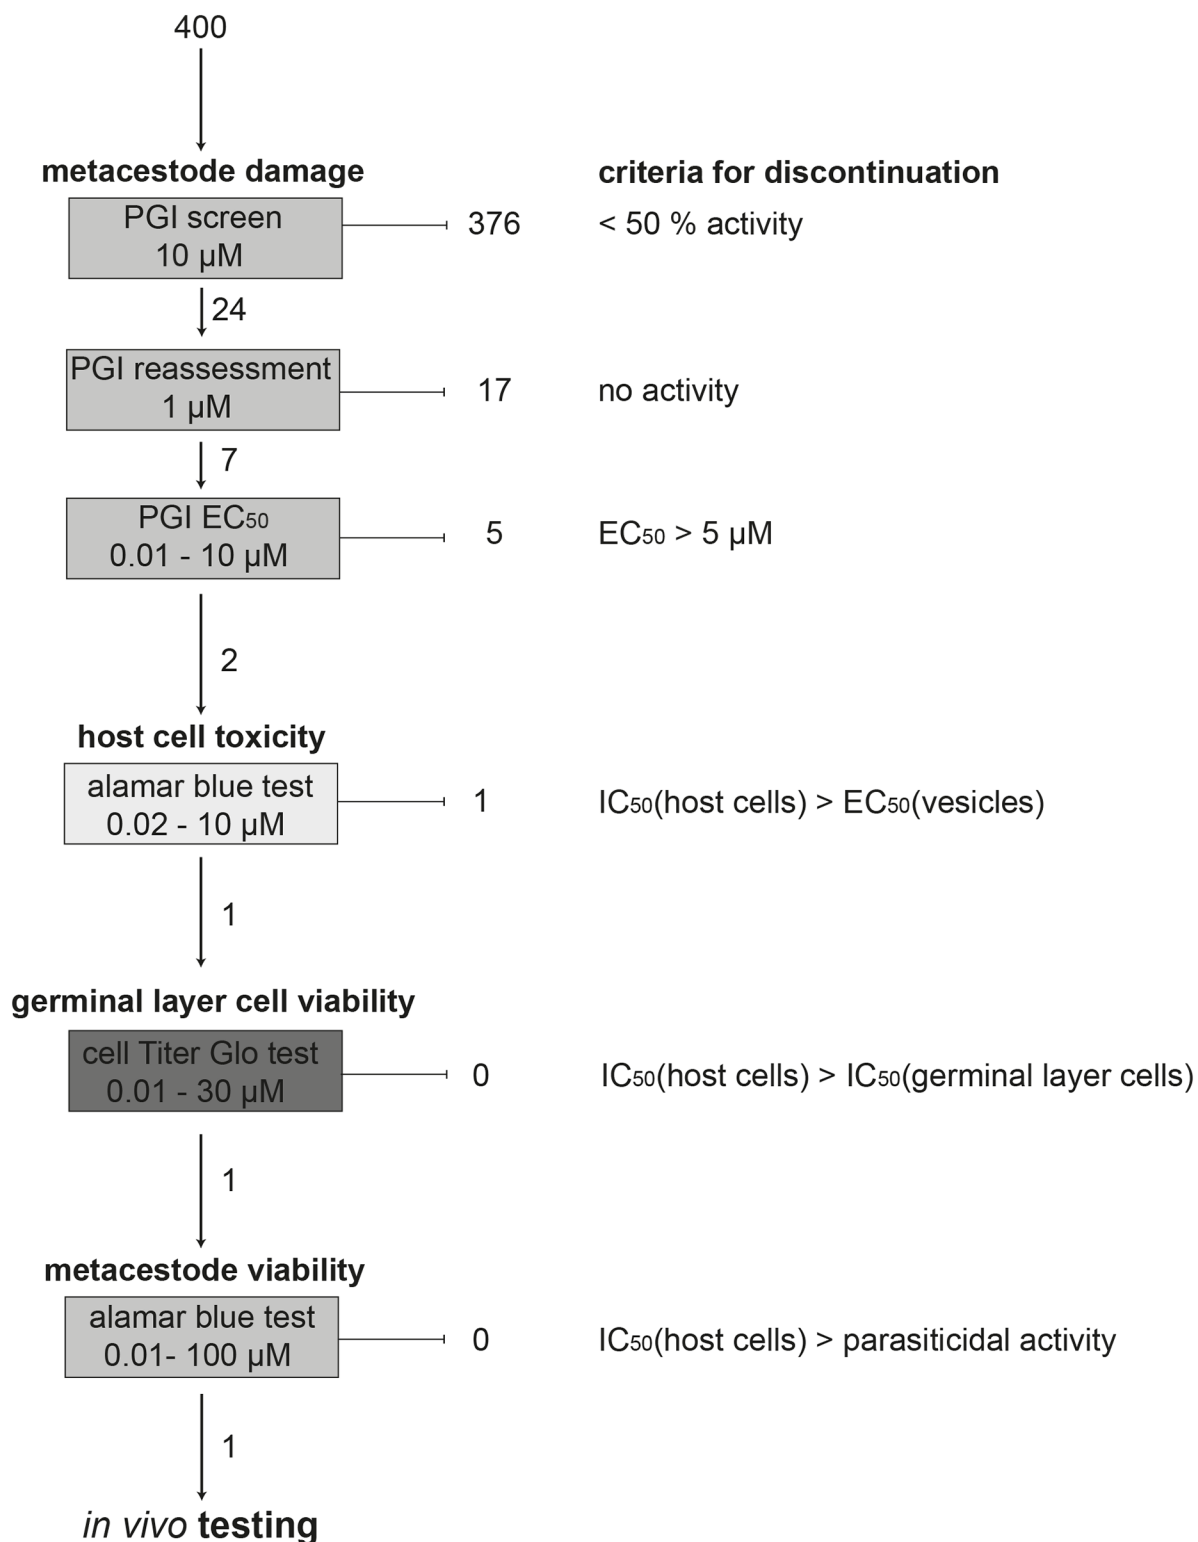 400
metacestode damage
criteria for discontinuation
PGI screen
10 µM
376
< 50 % activity
24
PGI reassessment
1 µM
17
no activity
7
PGI EC50
0.01 - 10 µM
5
EC50 > 5 µM
2
host cell toxicity
alamar blue test
0.02 - 10 µM
1
IC50(host cells) > EC50(vesicles)
1
germinal layer cell viability
cell Titer Glo test
0.01 - 30 µM
0
IC50(host cells) > IC50(germinal layer cells)
1
metacestode viability
alamar blue test
0.01- 100 µM
0
IC50(host cells) > parasiticidal activity
1
in vivo testing